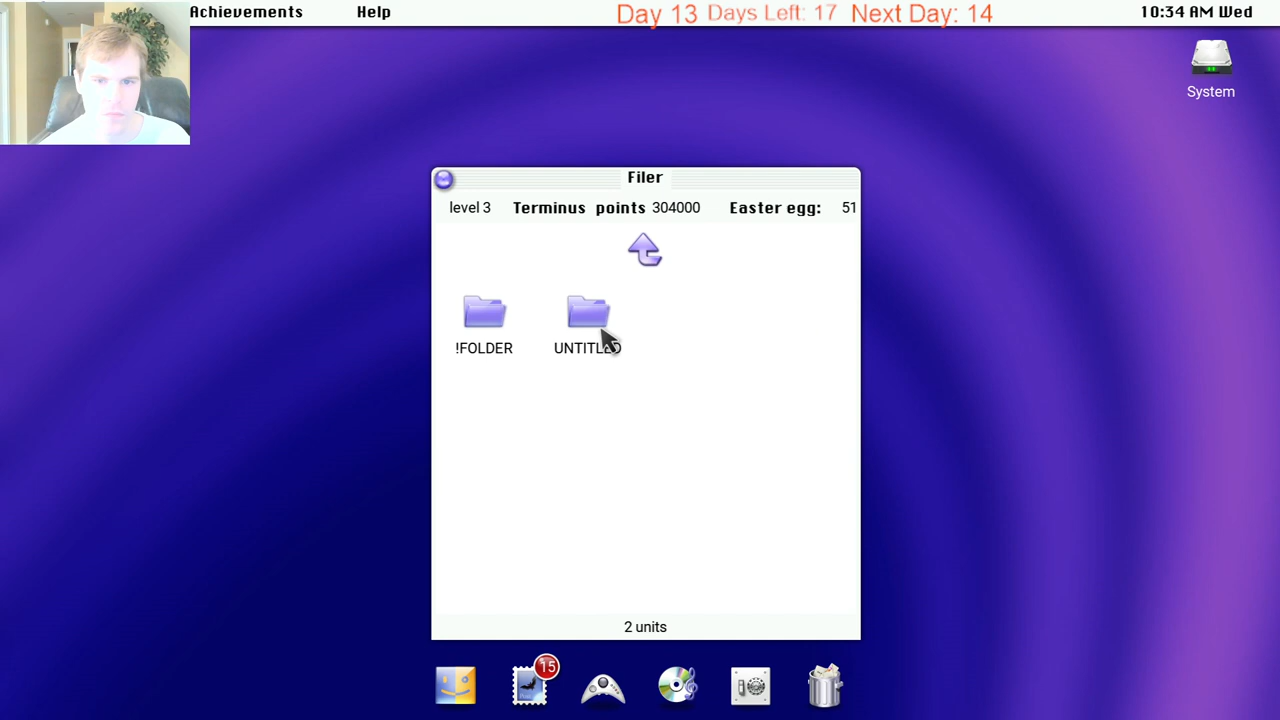 Achievements Help Day 13 Days Left: 17 Next Day: 14 10:34 AM Wed
System
Filer
level 3 Terminus points 304000 Easter egg: 51
!FOLDER UNTITLED
2 units
15